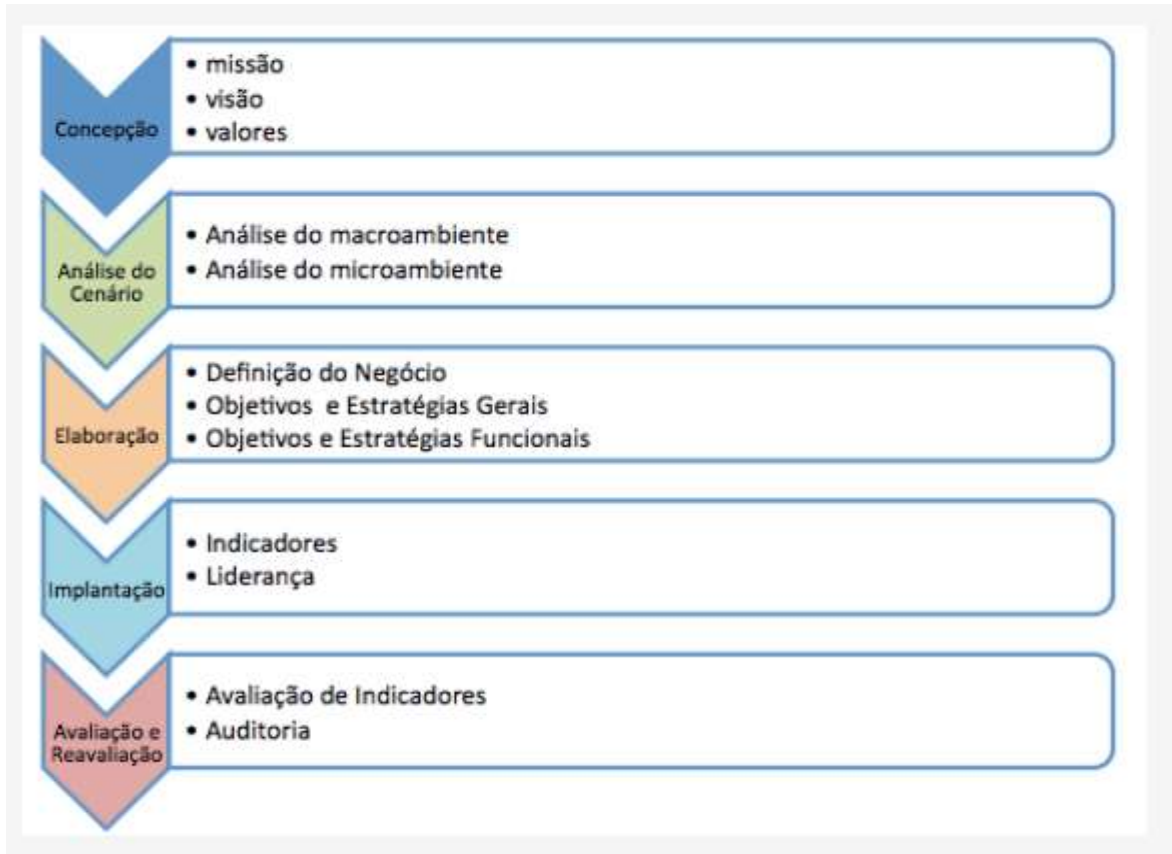 Concepção
• missão
• visão
• valores
Análise do
Cenário
• Análise do macroambiente
• Análise do microambiente
Elaboração
• Definição do Negócio
• Objetivos e Estratégias Gerais
• Objetivos e Estratégias Funcionais
Implantação
• Indicadores
• Liderança
Avaliação e
Reavaliação
• Avaliação de Indicadores
• Auditoria